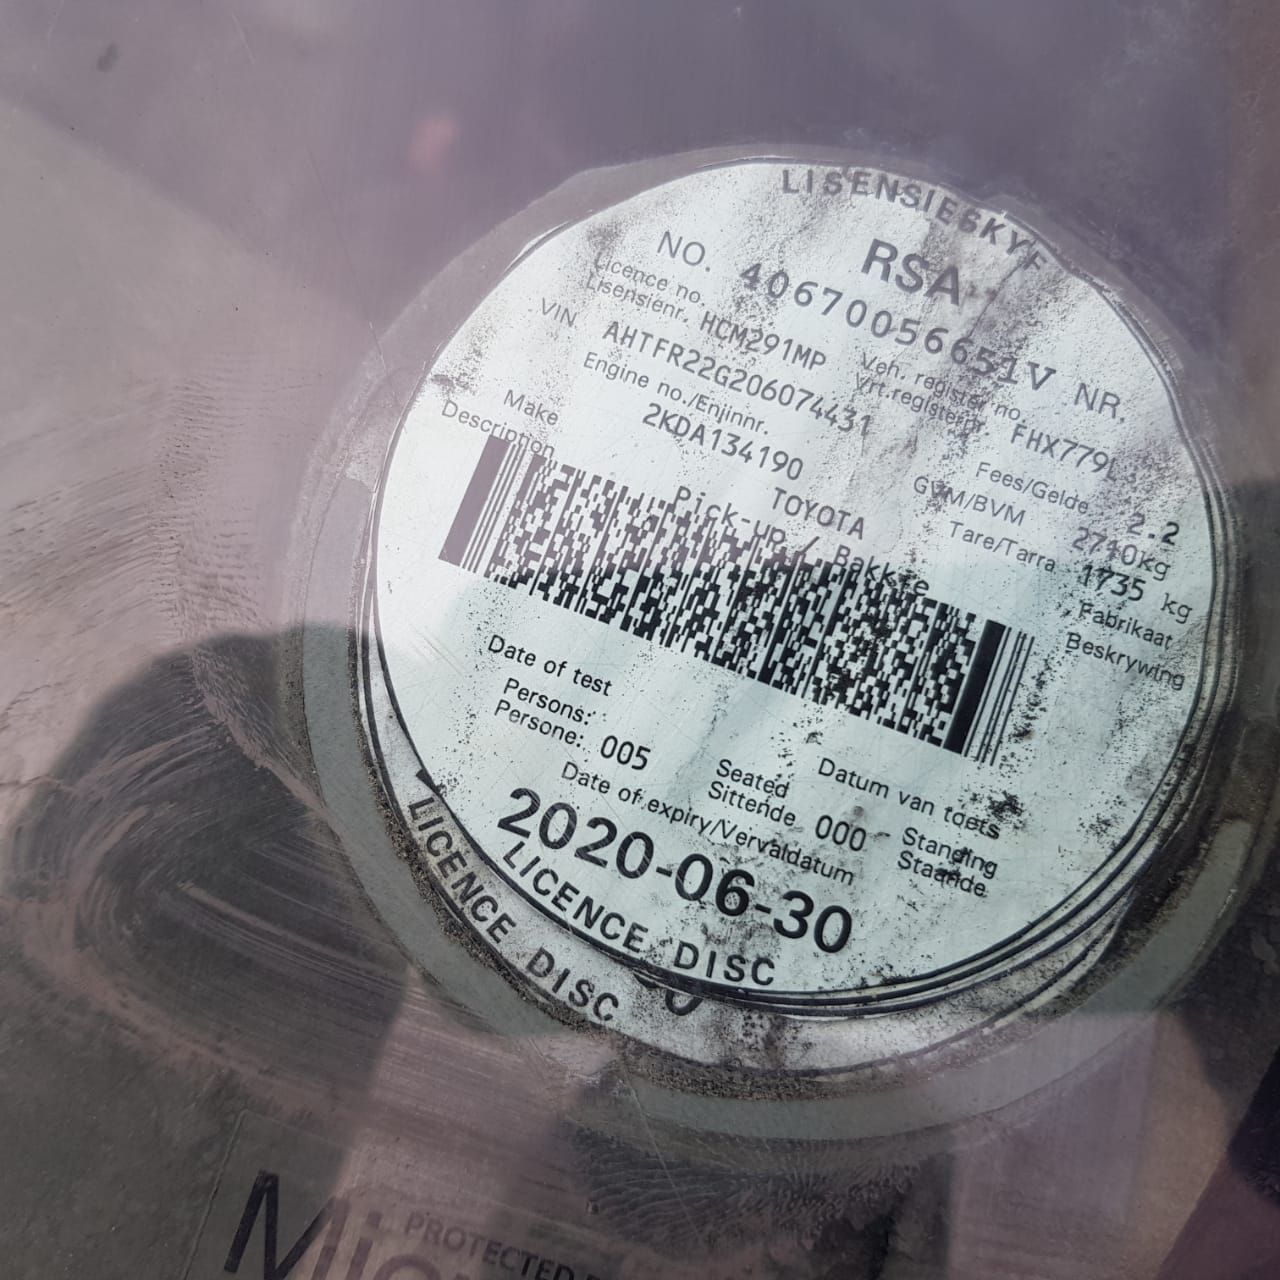 LISENSIESKYF
RSA
NO. 40670056651V NR.
Licence no. HCM291MP Veh. register no.
Lisensienr. Vrt.registernr. FHX779L
VIN AHTFR22G206074431 Fees/Gelde 2.2
Engine no./Enjinnr. GVM/BVM 2710kg
2KDA134190 Tare/Tarra 1735 kg
Make TOYOTA Fabrikaat
Description Pick-up / Bakkie Beskrywing
Date of test Datum van toets
Persons: Seated Standing
Persone: 005 Sittende 000 Staande
Date of expiry/Vervaldatum
2020-06-30
LICENCE DISC
LICENCE DISC
PROTECTED